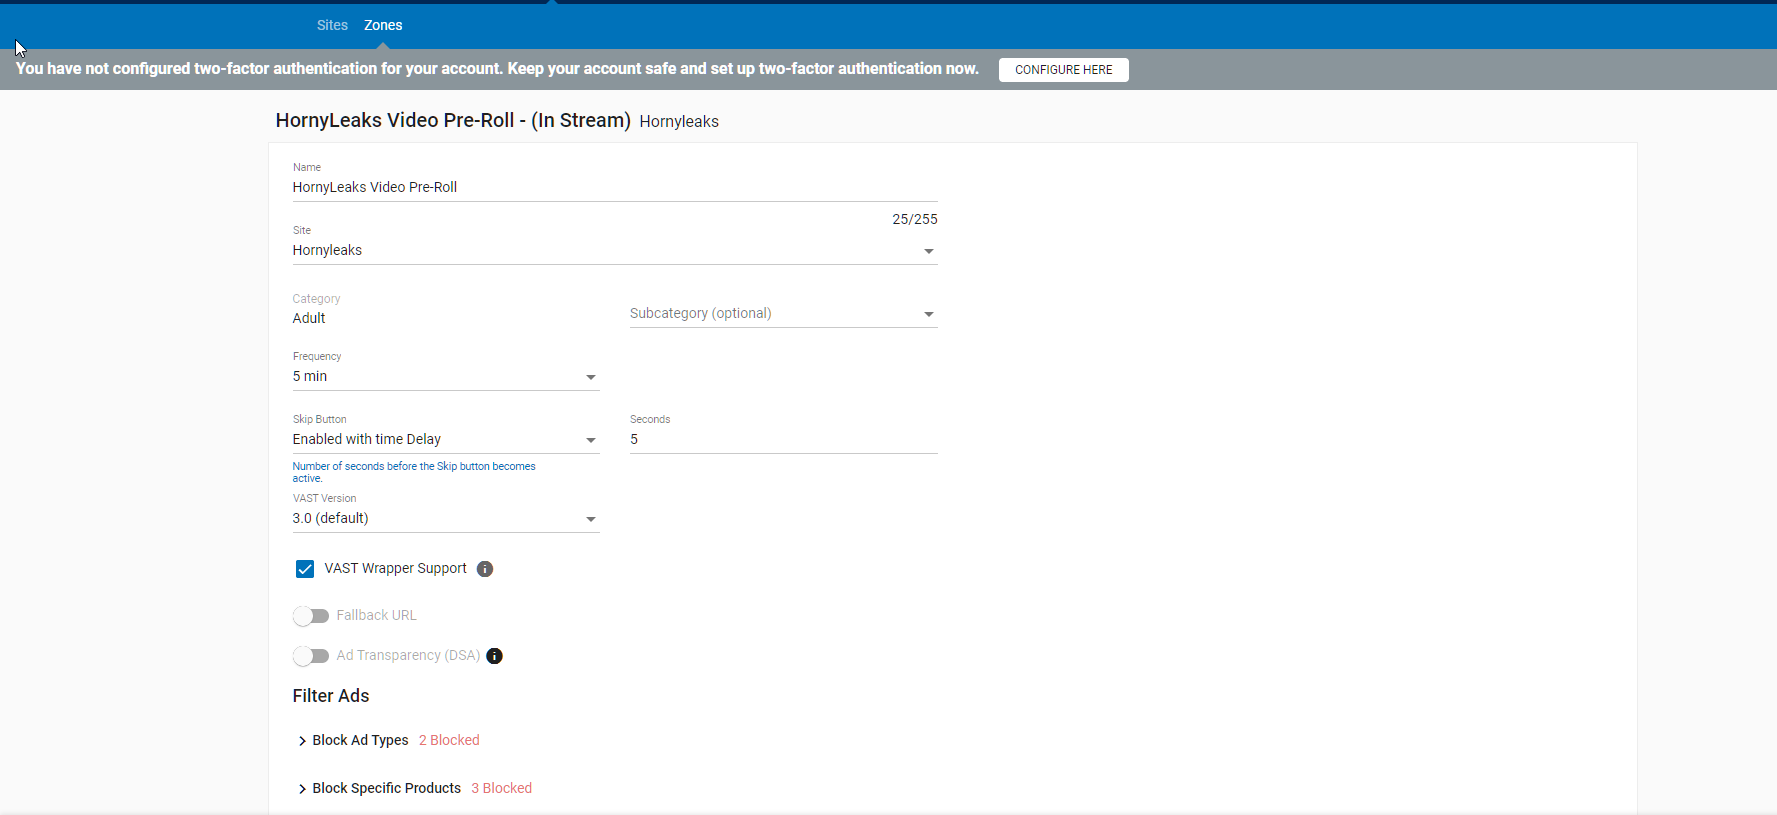 Sites Zones
You have not configured two-factor authentication for your account. Keep your account safe and set up two-factor authentication now. CONFIGURE HERE
HornyLeaks Video Pre-Roll - (In Stream) Hornyleaks
Name
HornyLeaks Video Pre-Roll
25/255
Site
Hornyleaks
Category
Adult
Subcategory (optional)
Frequency
5 min
Skip Button
Enabled with time Delay
Seconds
5
Number of seconds before the Skip button becomes
active.
VAST Version
3.0 (default)
VAST Wrapper Support
Fallback URL
Ad Transparency (DSA)
Filter Ads
Block Ad Types 2 Blocked
Block Specific Products 3 Blocked